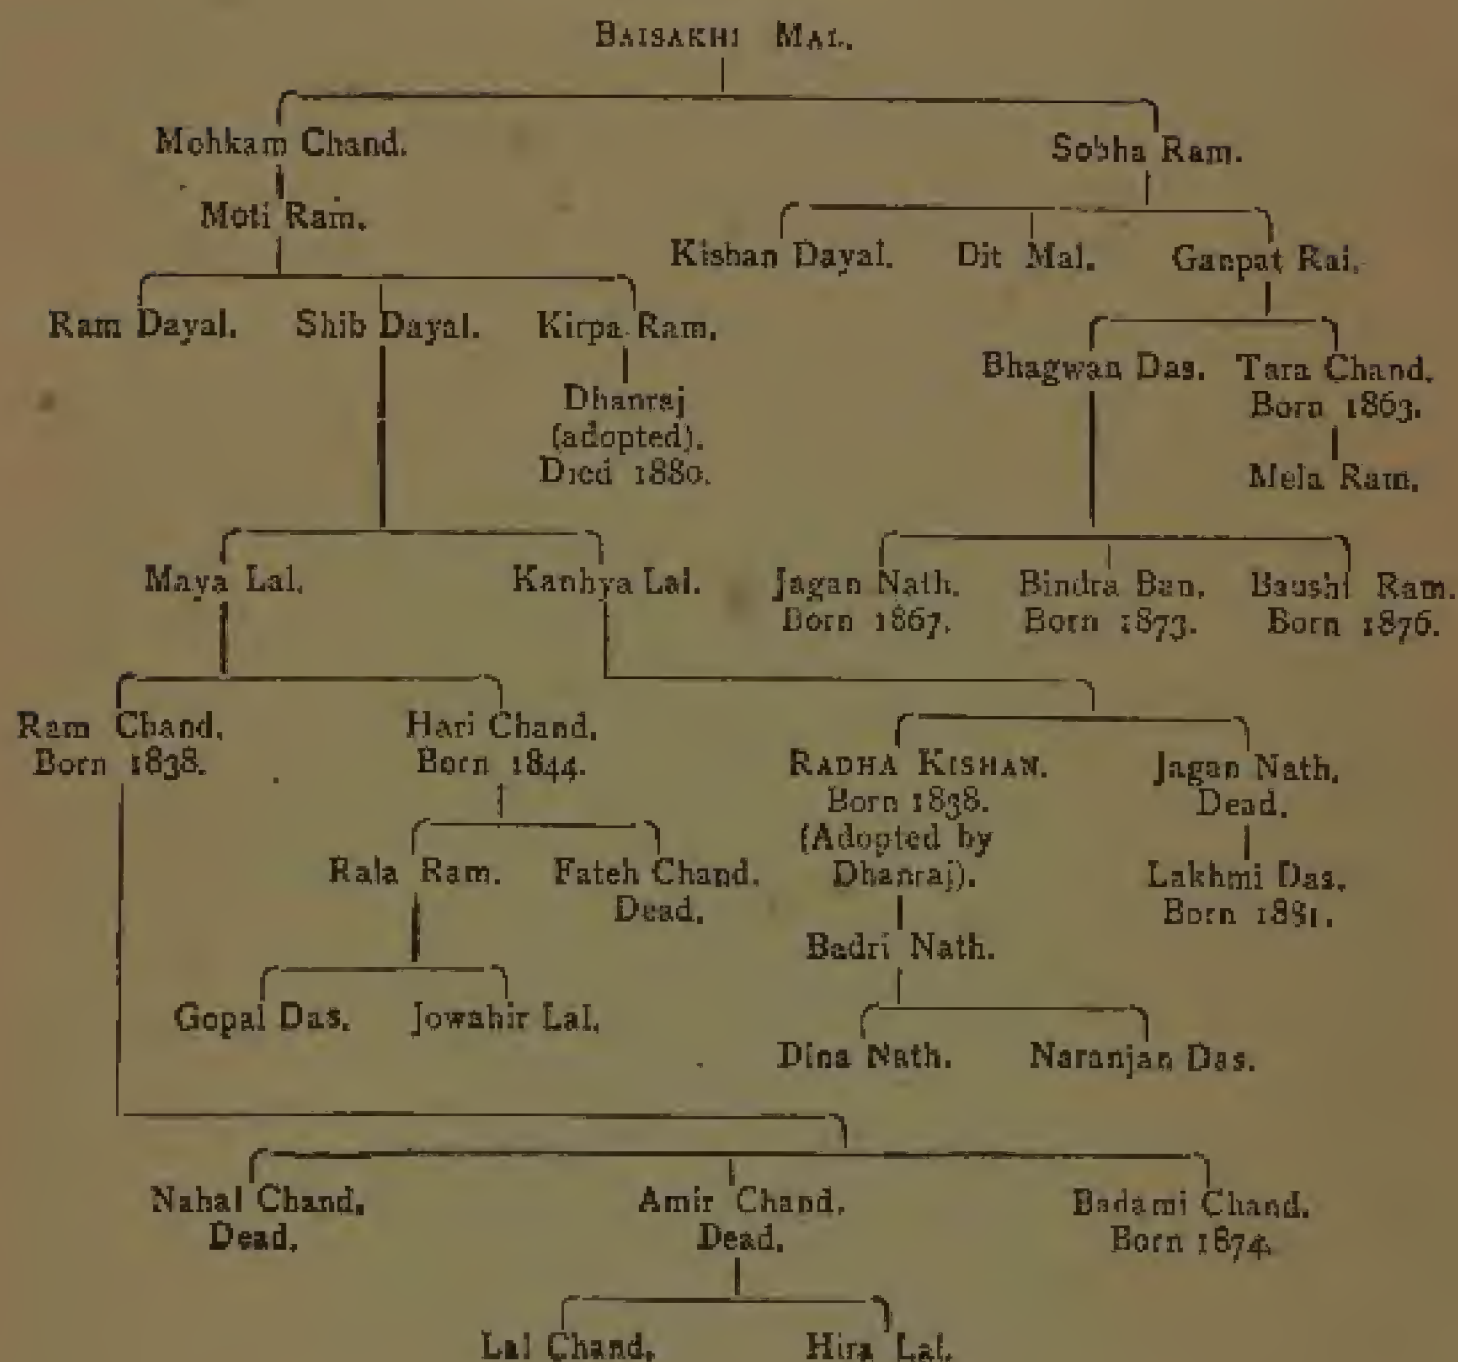 BAISAKHI MAL.
Mohkam Chand. Sobha Ram.
Moti Ram.
Kishan Dayal. Dit Mal. Ganpat Rai.
Ram Dayal. Shib Dayal. Kirpa Ram.
Bhagwan Das. Tara Chand.
Born 1863.
Dhanraj
(adopted).
Died 1880.
Mela Ram.
Maya Lal. Kanhya Lal. Jagan Nath. Bindra Ban. Baushi Ram.
Born 1867. Born 1873. Born 1876.
Ram Chand. Hari Chand.
Born 1838. Born 1844.
RADHA KISHAN. Jagan Nath.
Born 1838. Dead.
(Adopted by
Dhanraj).
Rala Ram. Fateh Chand. Lakhmi Das.
Dead. Born 1881.
Badri Nath.
Gopal Das. Jowahir Lal.
Dina Nath. Naranjan Das.
Nahal Chand. Amir Chand. Badami Chand.
Dead. Dead. Born 1874.
Lal Chand. Hira Lal.